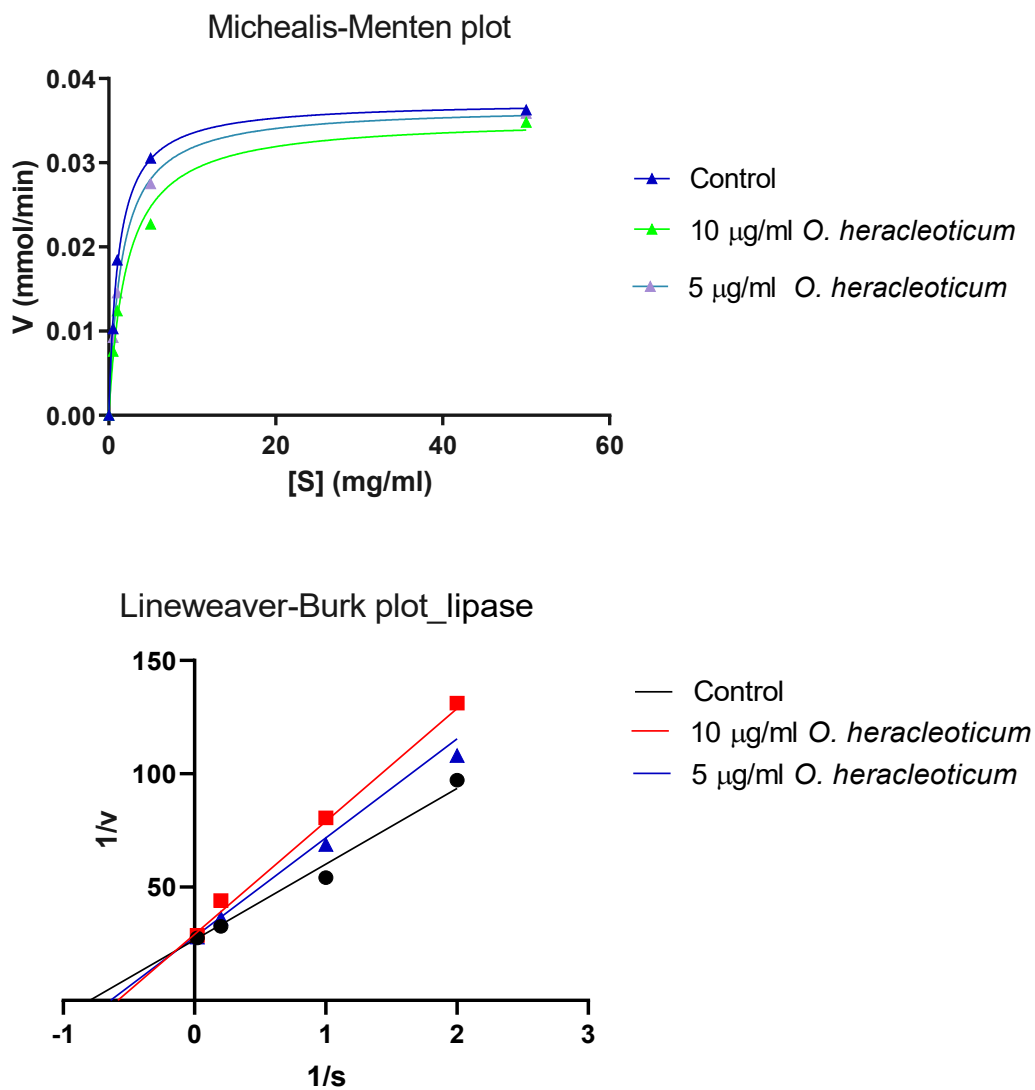 Michealis-Menten plot
0.04
0.03
0.02
0.01
0.00
V (mmol/min)
0
20
40
60
[S] (mg/ml)
Control
10 μg/ml O. heracleoticum
5 μg/ml O. heracleoticum
Lineweaver-Burk plot_lipase
150
100
50
1/v
-1
0
1
2
3
1/s
Control
10 μg/ml O. heracleoticum
5 μg/ml O. heracleoticum